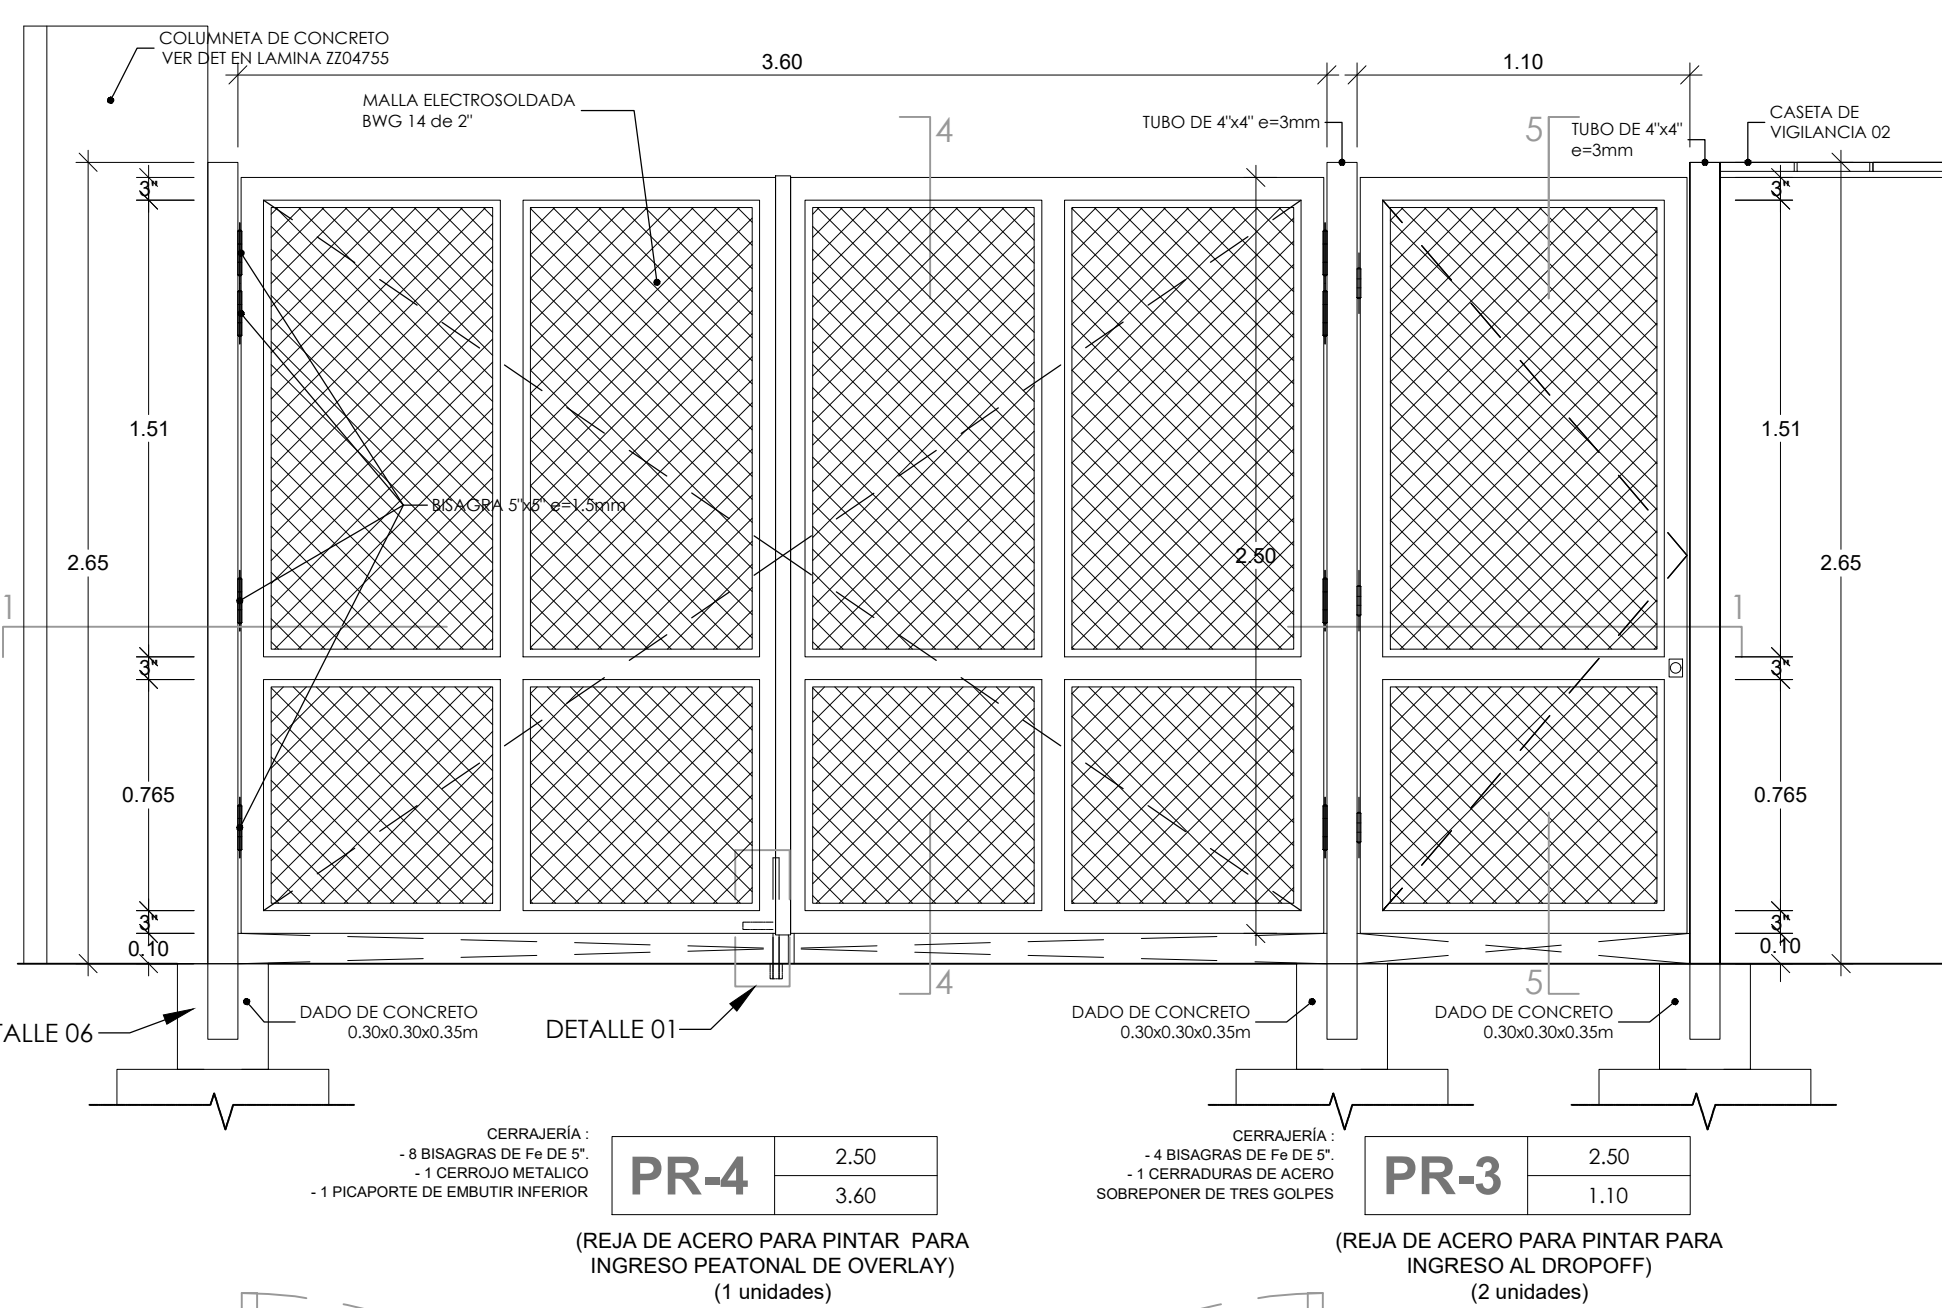 COLUMNETA DE CONCRETO
VER DET EN LAMINA ZZ04755
3.60
1.10
MALLA ELECTROSOLDADA
BWG 14 de 2"
4
TUBO DE 4"x4" e=3mm
5
TUBO DE 4"x4"
e=3mm
CASETA DE
VIGILANCIA 02
3"
3"
1.51
1.51
BISAGRA 5"x5" e=1.5mm
2.65
2.50
2.65
1
1
3"
3"
0.765
0.765
3"
3"
0.10
0.10
4
5
DADO DE CONCRETO
0.30x0.30x0.35m
DADO DE CONCRETO
0.30x0.30x0.35m
DADO DE CONCRETO
0.30x0.30x0.35m
TALLE 06
DETALLE 01
CERRAJERÍA :
- 8 BISAGRAS DE Fe DE 5".
- 1 CERROJO METALICO
- 1 PICAPORTE DE EMBUTIR INFERIOR
PR-4
2.50
3.60
(REJA DE ACERO PARA PINTAR PARA
INGRESO PEATONAL DE OVERLAY)
(1 unidades)
CERRAJERÍA :
- 4 BISAGRAS DE Fe DE 5".
- 1 CERRADURAS DE ACERO
SOBREPONER DE TRES GOLPES
PR-3
2.50
1.10
(REJA DE ACERO PARA PINTAR PARA
INGRESO AL DROPOFF)
(2 unidades)